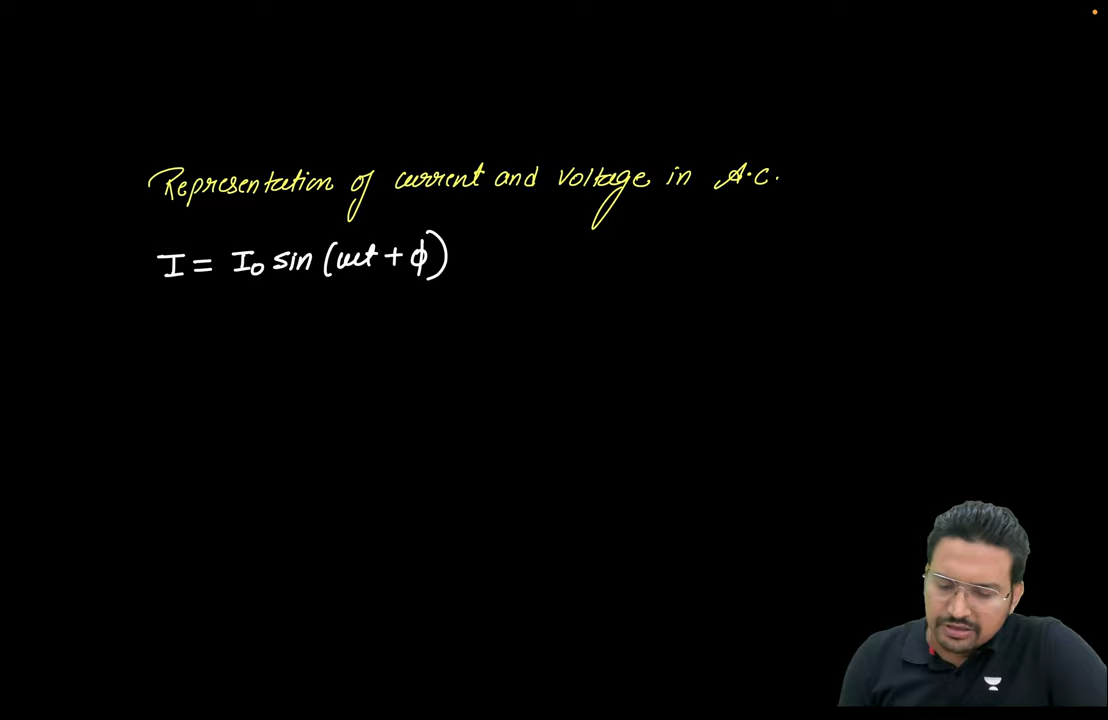 Representation of current and voltage in A.C.
I = I₀ sin (ωt + ϕ)